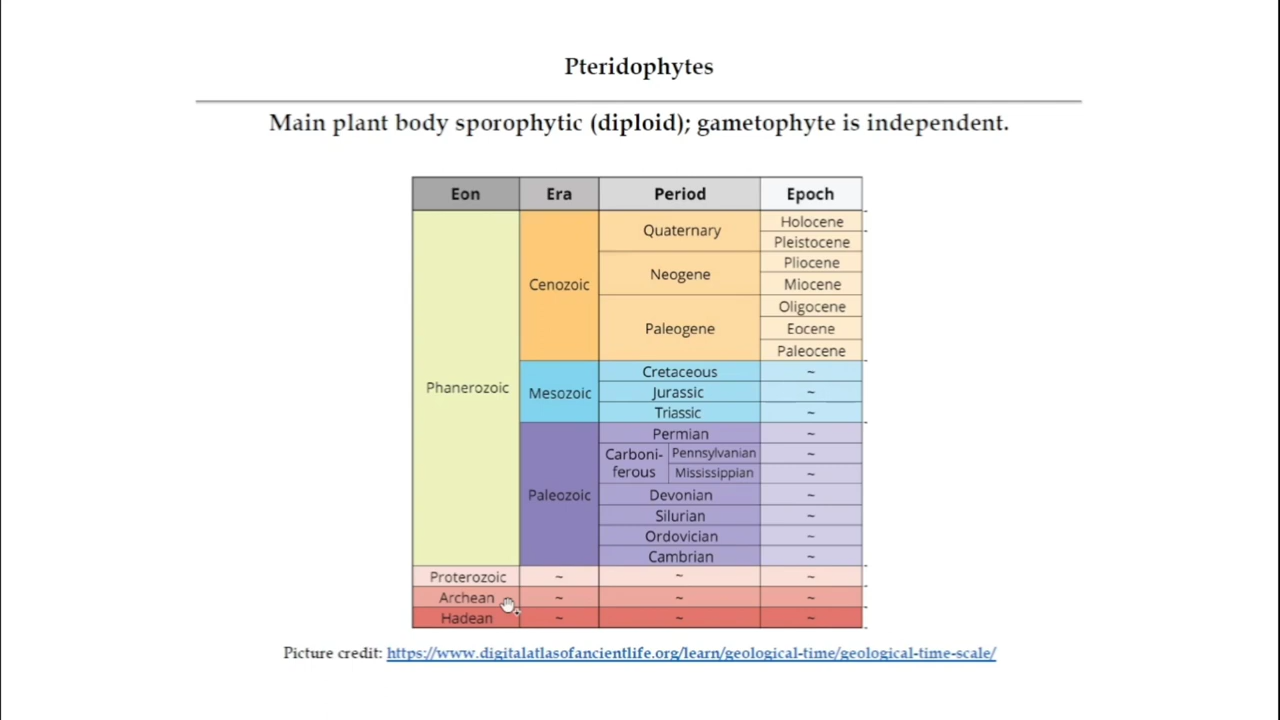 Pteridophytes
Main plant body sporophytic (diploid); gametophyte is independent.
Eon Era Period Epoch
Phanerozoic
Cenozoic
Quaternary
Holocene
Pleistocene
Neogene
Pliocene
Miocene
Paleogene
Oligocene
Eocene
Paleocene
Mesozoic
Cretaceous ~
Jurassic ~
Triassic ~
Paleozoic
Permian ~
Carboni-
ferous
Pennsylvanian ~
Mississippian ~
Devonian ~
Silurian ~
Ordovician ~
Cambrian ~
Proterozoic ~ ~ ~
Archean ~ ~ ~
Hadean ~ ~ ~
Picture credit: https://www.digitalatlasofancientlife.org/learn/geological-time/geological-time-scale/